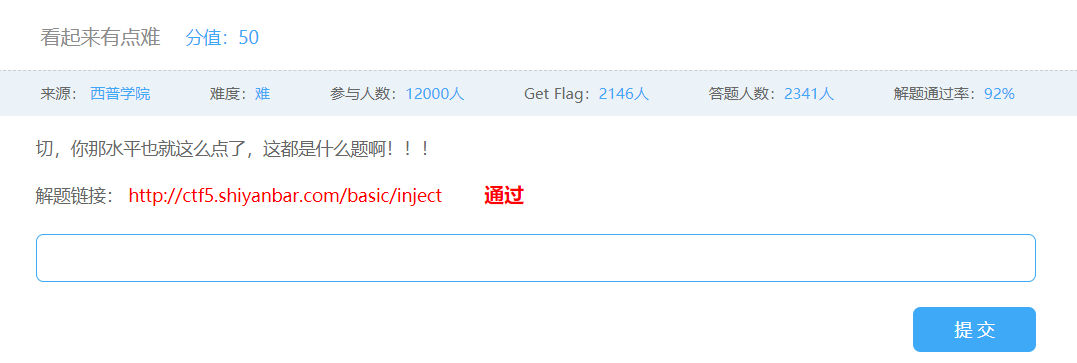 看起来有点难 分值：50
来源： 西普学院 难度：难 参与人数：12000人 Get Flag：2146人 答题人数：2341人 解题通过率：92%
切，你那水平也就这么点了，这都是什么题啊！！！
解题链接： http://ctf5.shiyanbar.com/basic/inject 通过
提 交